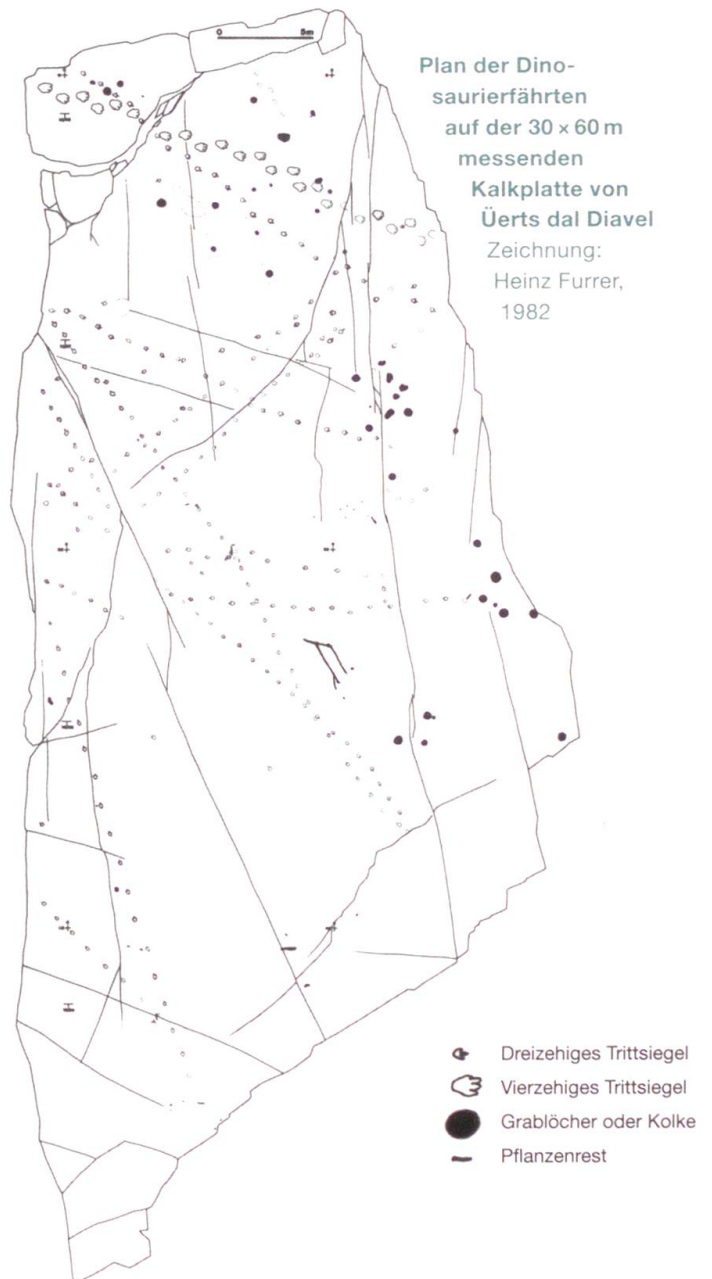 0 5m
Plan der Dino-
saurierfährten
auf der 30 × 60 m
messenden
Kalkplatte von
Üerts dal Diavel
Zeichnung:
Heinz Furrer,
1982
Dreizehiges Trittsiegel
Vierzehiges Trittsiegel
Grablöcher oder Kolke
Pflanzenrest